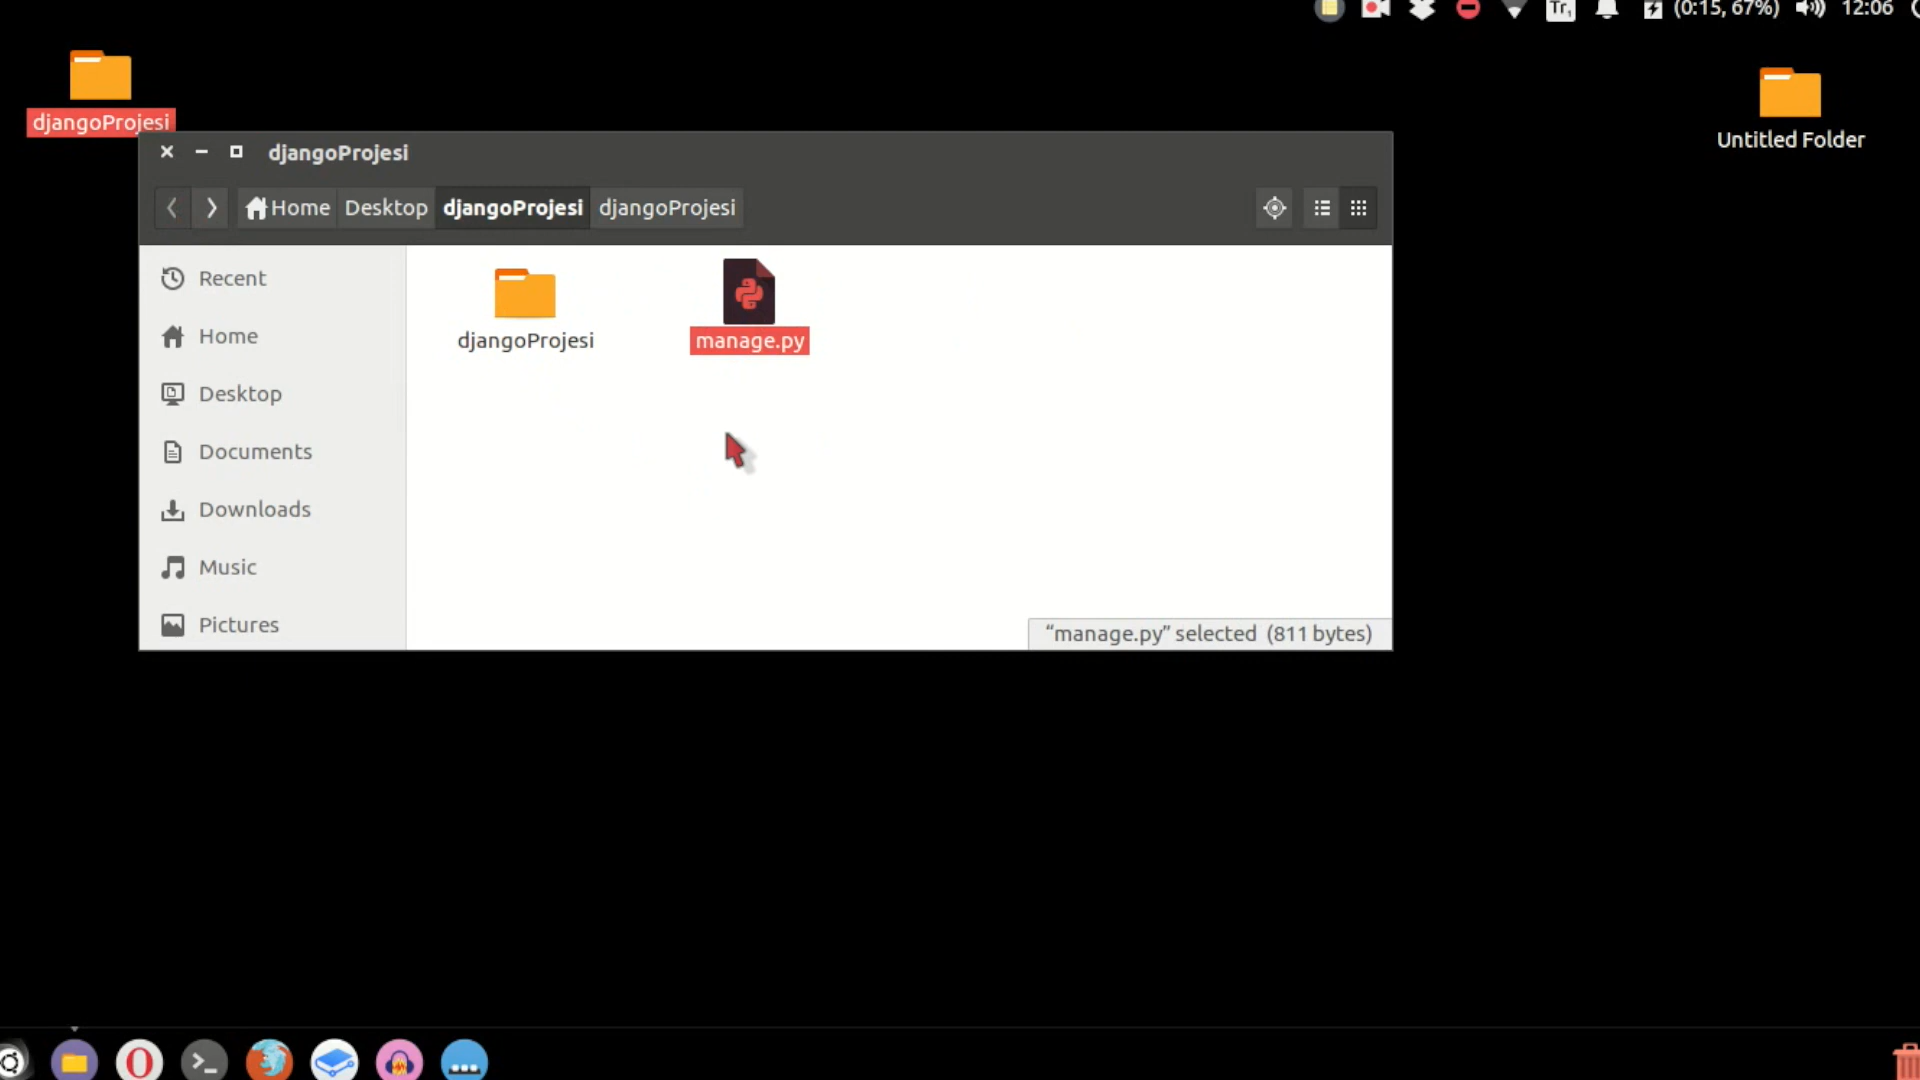 Tr1 (0:15, 67%) 12:06
djangoProjesi
Untitled Folder
djangoProjesi
Home Desktop djangoProjesi djangoProjesi
Recent
Home
Desktop
Documents
Downloads
Music
Pictures
djangoProjesi manage.py
“manage.py” selected (811 bytes)